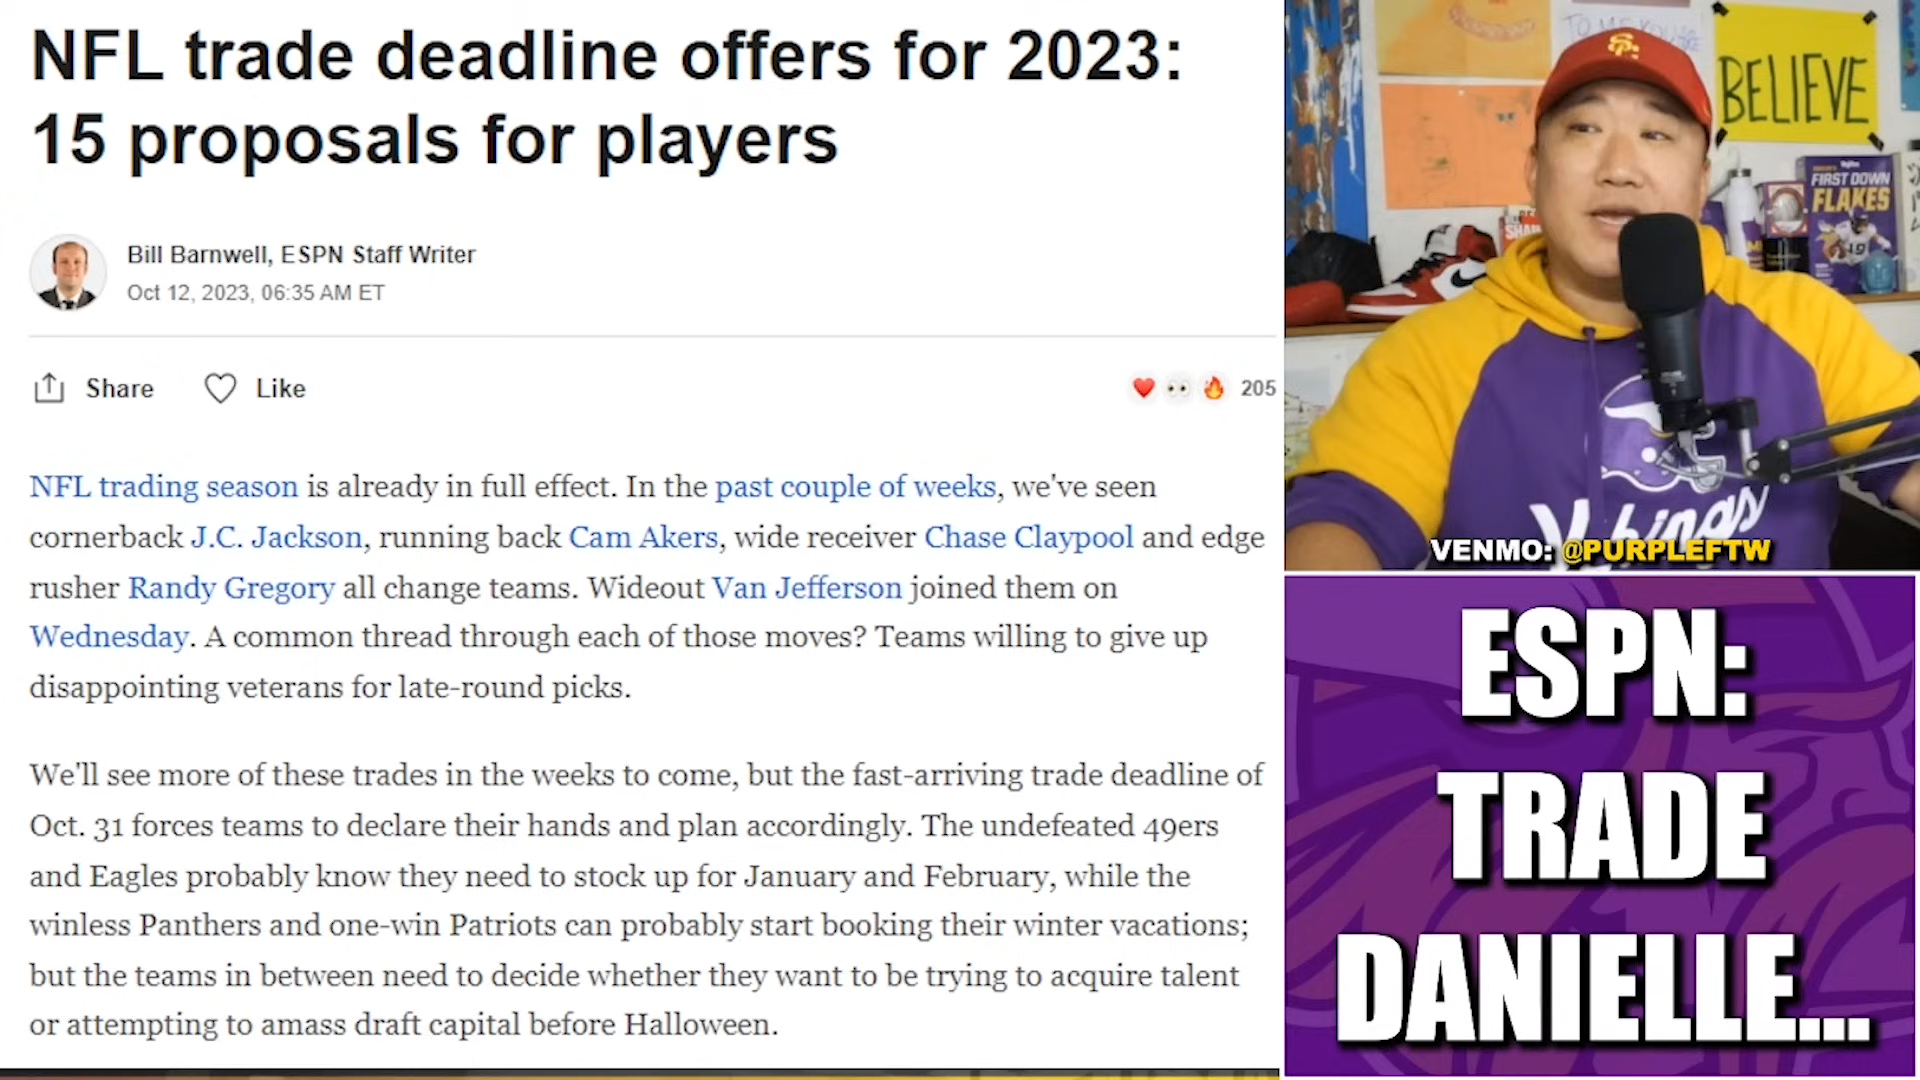 NFL trade deadline offers for 2023:
15 proposals for players
Bill Barnwell, ESPN Staff Writer
Oct 12, 2023, 06:35 AM ET
Share
Like
205
NFL trading season is already in full effect. In the past couple of weeks, we've seen
cornerback J.C. Jackson, running back Cam Akers, wide receiver Chase Claypool and edge
rusher Randy Gregory all change teams. Wideout Van Jefferson joined them on
Wednesday. A common thread through each of those moves? Teams willing to give up
disappointing veterans for late-round picks.
We'll see more of these trades in the weeks to come, but the fast-arriving trade deadline of
Oct. 31 forces teams to declare their hands and plan accordingly. The undefeated 49ers
and Eagles probably know they need to stock up for January and February, while the
winless Panthers and one-win Patriots can probably start booking their winter vacations;
but the teams in between need to decide whether they want to be trying to acquire talent
or attempting to amass draft capital before Halloween.
BELIEVE
FIRST DOWN
FLAKES
Vikings
VENMO: @PURPLEFTW
ESPN:
TRADE
DANIELLE...